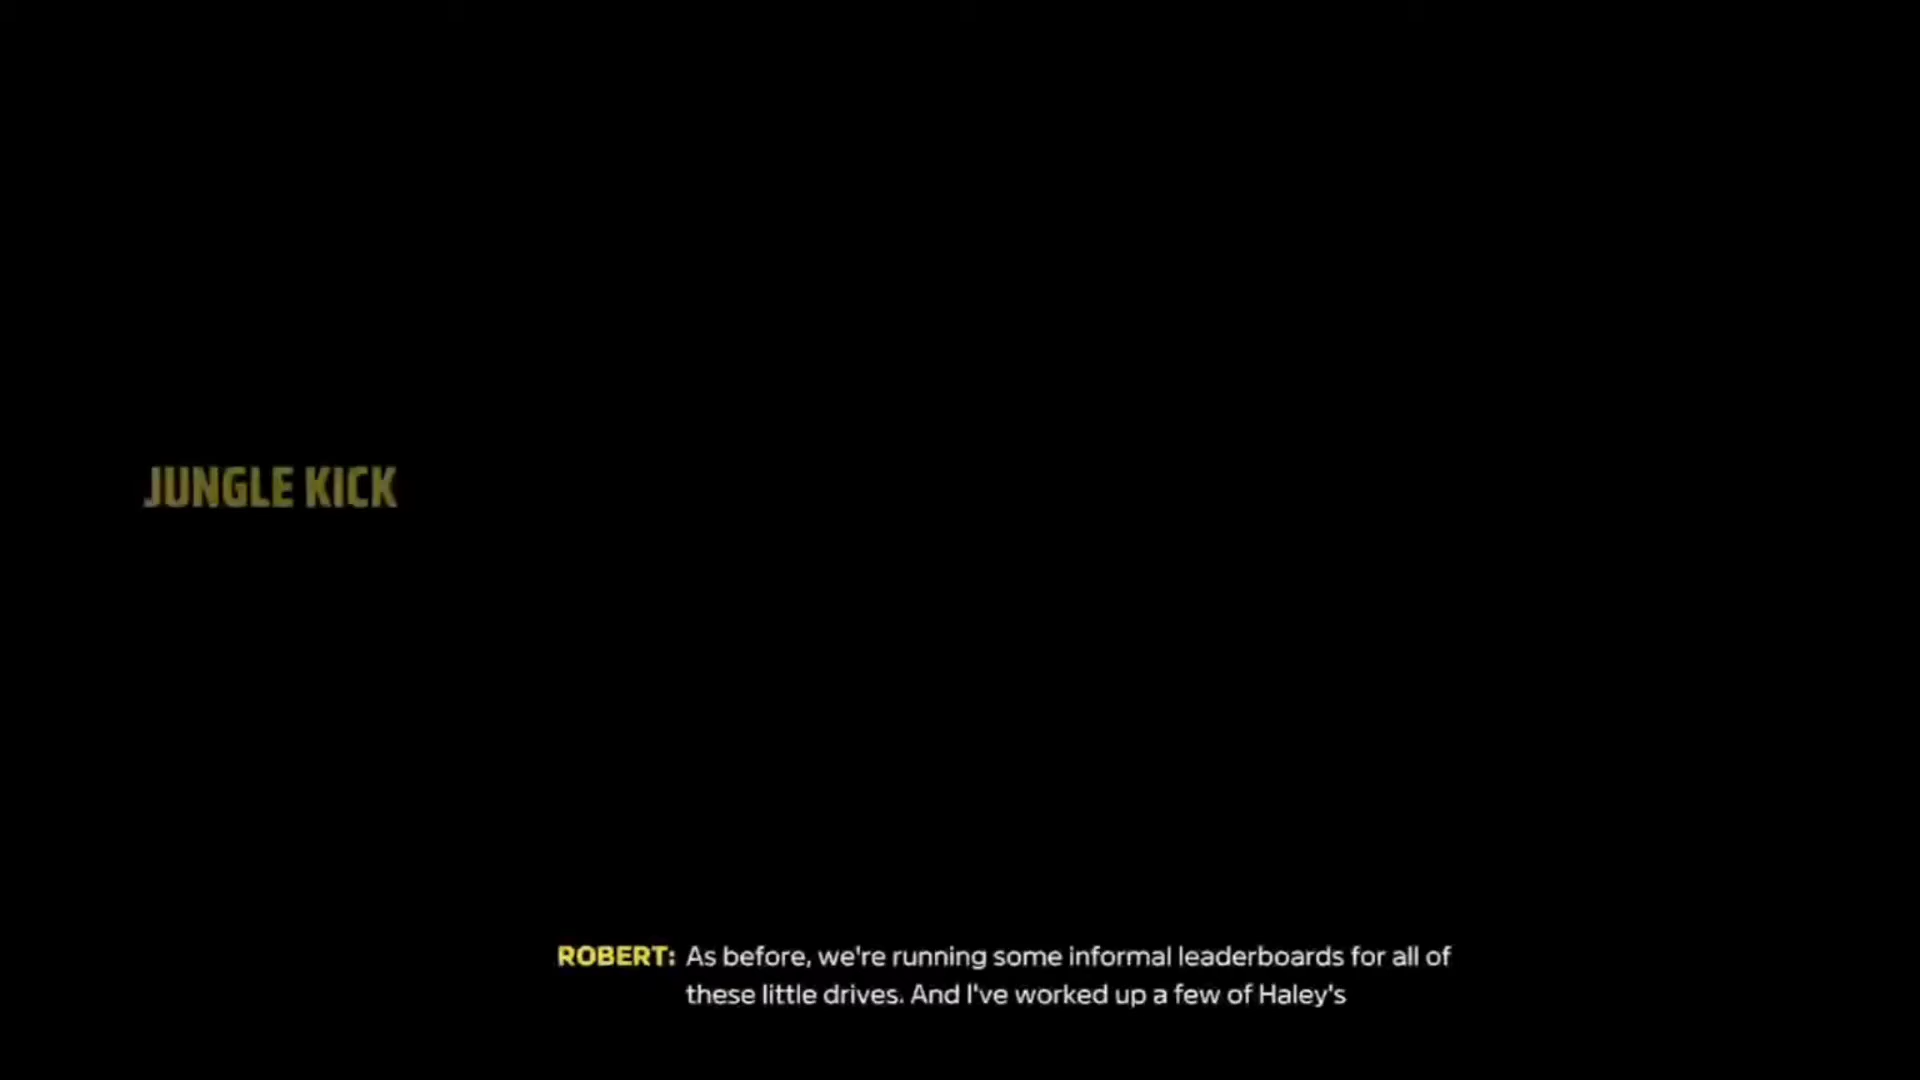 JUNGLE KICK
ROBERT: As before, we're running some informal leaderboards for all of
these little drives. And I've worked up a few of Haley's